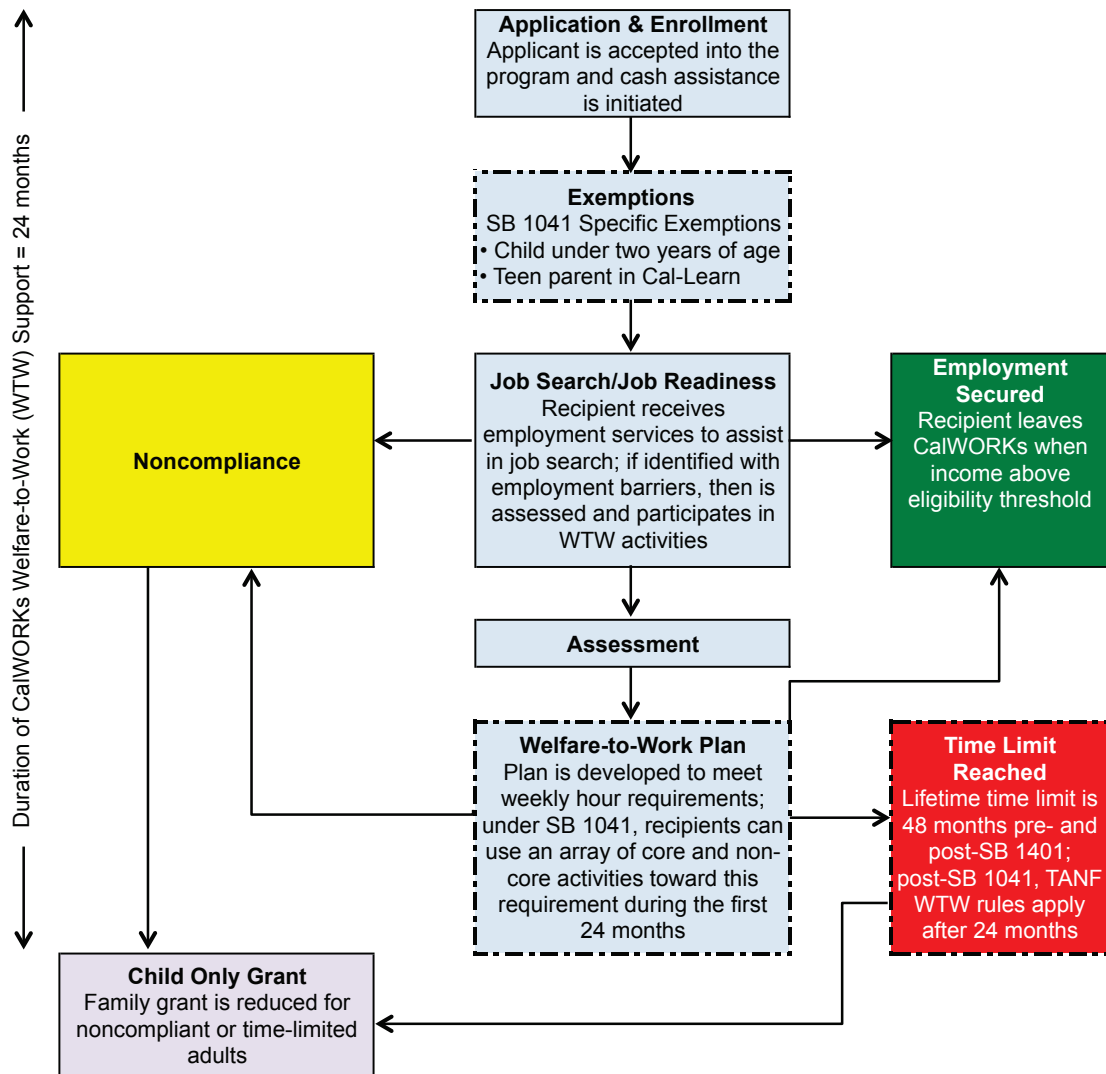 Duration of CalWORKs Welfare-to-Work (WTW) Support = 24 months
Application & Enrollment
Applicant is accepted into the
program and cash assistance
is initiated
Exemptions
SB 1041 Specific Exemptions
• Child under two years of age
• Teen parent in Cal-Learn
Noncompliance
Job Search/Job Readiness
Recipient receives
employment services to assist
in job search; if identified with
employment barriers, then is
assessed and participates in
WTW activities
Employment
Secured
Recipient leaves
CalWORKs when
income above
eligibility threshold
Assessment
Welfare-to-Work Plan
Plan is developed to meet
weekly hour requirements;
under SB 1041, recipients can
use an array of core and non-
core activities toward this
requirement during the first
24 months
Time Limit
Reached
Lifetime time limit is
48 months pre- and
post-SB 1401;
post-SB 1041, TANF
WTW rules apply
after 24 months
Child Only Grant
Family grant is reduced for
noncompliant or time-limited
adults